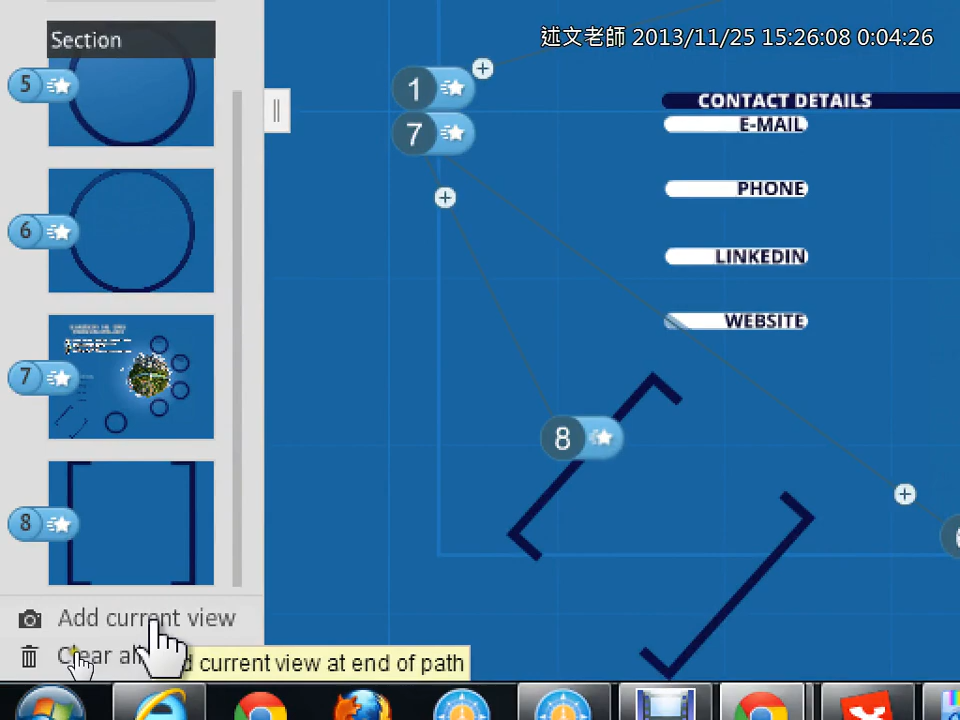 Section
述文老師 2013/11/25 15:26:08 0:04:26
5
1
7
CONTACT DETAILS
E-MAIL
6
PHONE
LINKEDIN
WEBSITE
7
8
8
Add current view
Clear all
current view at end of path